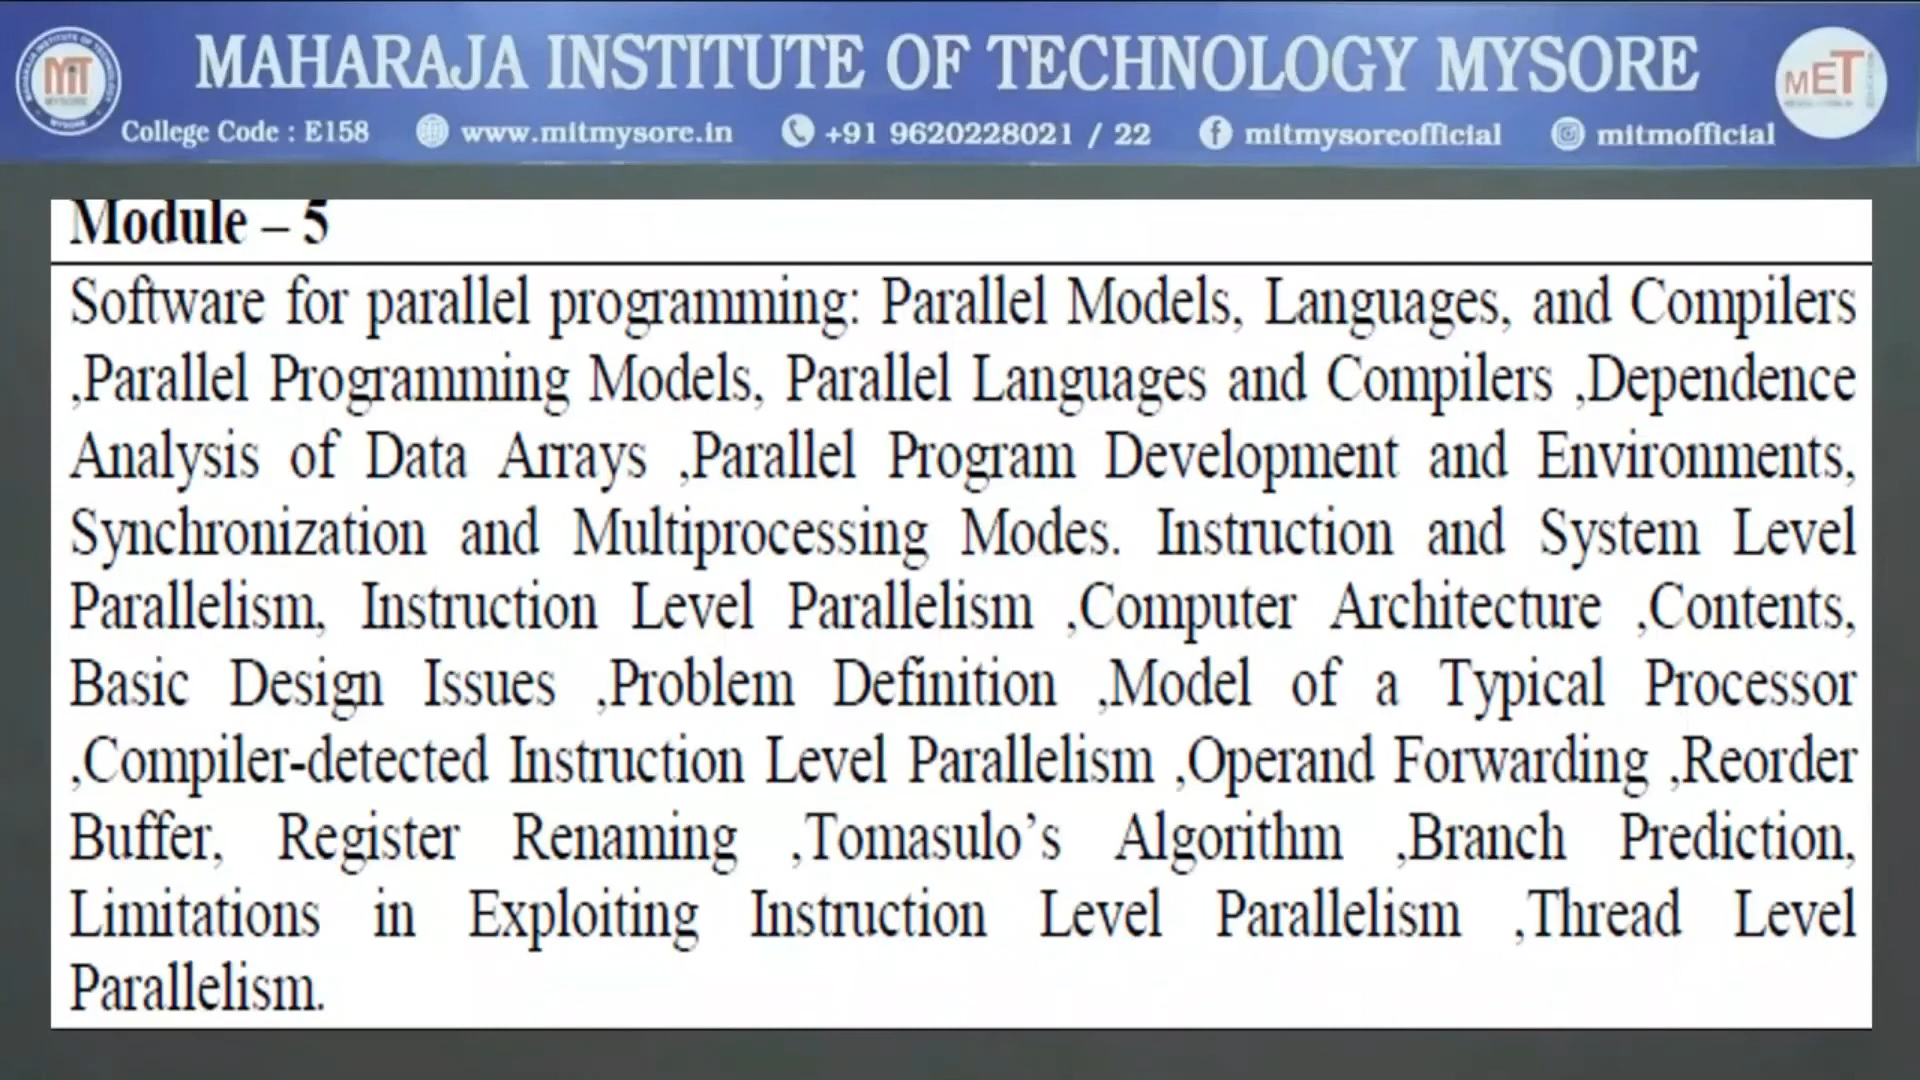 MAHARAJA INSTITUTE OF TECHNOLOGY MYSORE
MIT
MYSORE
MET
College Code : E158 www.mitmysore.in +91 9620228021 / 22 mitmysoreofficial mitmofficial
Module – 5
Software for parallel programming: Parallel Models, Languages, and Compilers
,Parallel Programming Models, Parallel Languages and Compilers ,Dependence
Analysis of Data Arrays ,Parallel Program Development and Environments,
Synchronization and Multiprocessing Modes. Instruction and System Level
Parallelism, Instruction Level Parallelism ,Computer Architecture ,Contents,
Basic Design Issues ,Problem Definition ,Model of a Typical Processor
,Compiler-detected Instruction Level Parallelism ,Operand Forwarding ,Reorder
Buffer, Register Renaming ,Tomasulo’s Algorithm ,Branch Prediction,
Limitations in Exploiting Instruction Level Parallelism ,Thread Level
Parallelism.